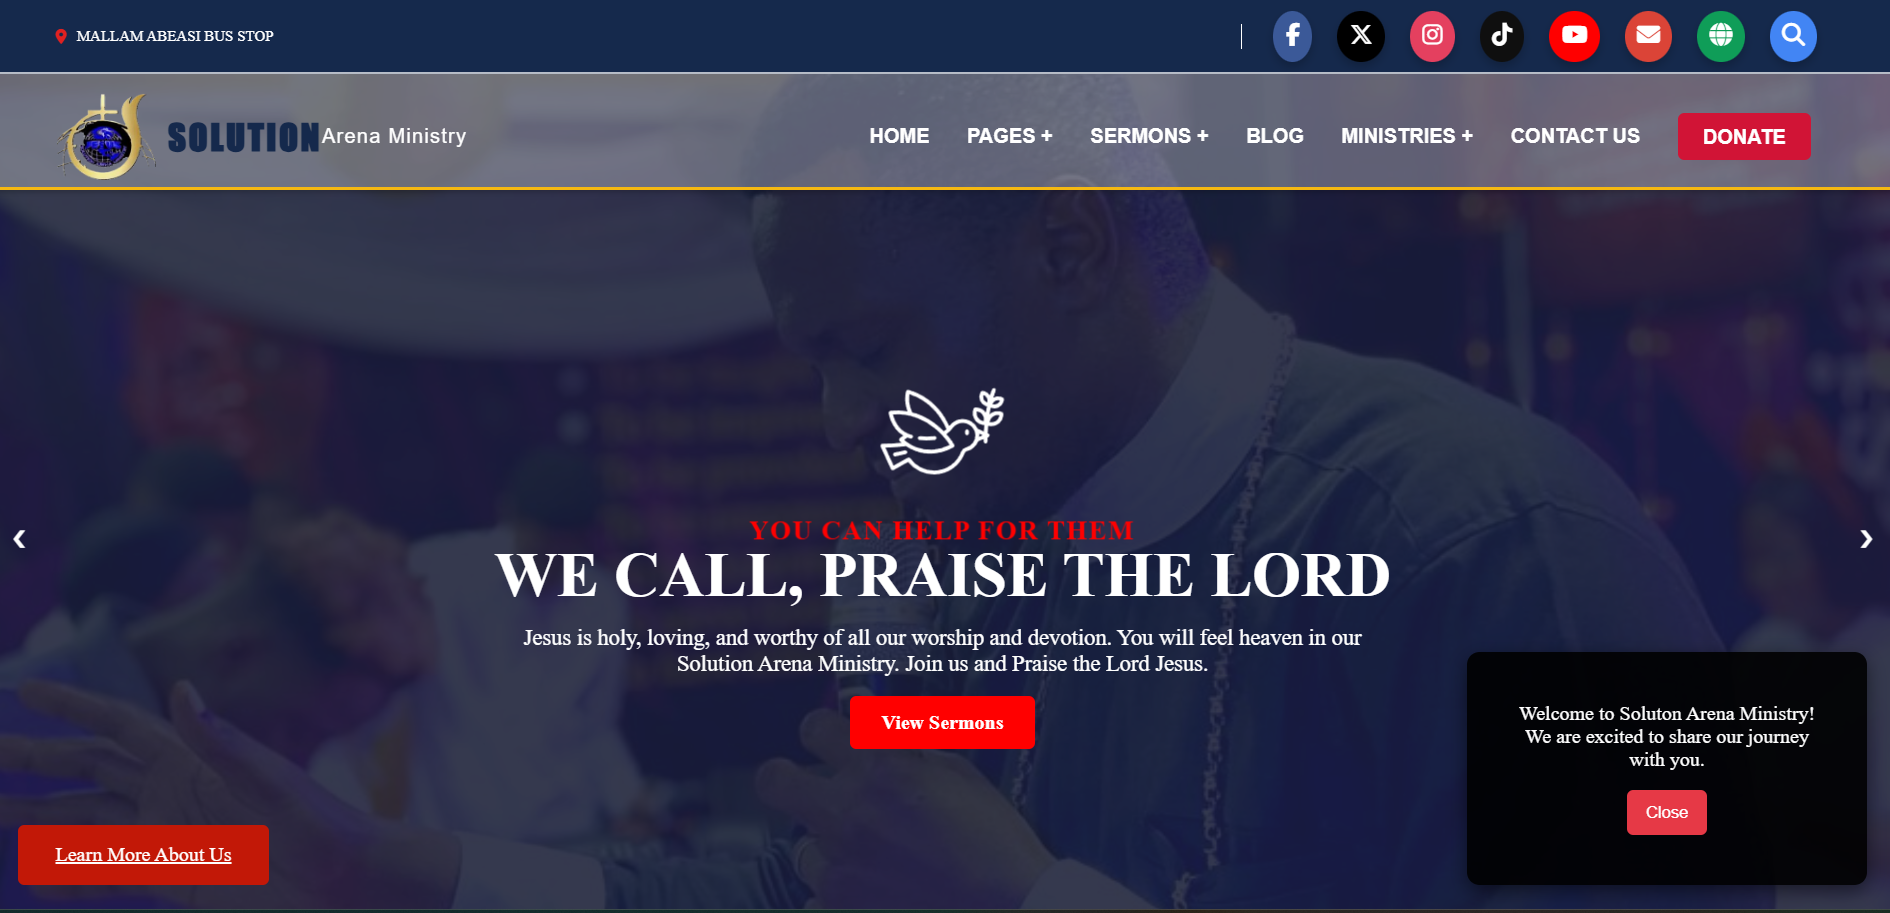 MALLAM ABEASI BUS STOP
SOLUTION Arena Ministry
HOME PAGES + SERMONS + BLOG MINISTRIES + CONTACT US DONATE
YOU CAN HELP FOR THEM
WE CALL, PRAISE THE LORD
Jesus is holy, loving, and worthy of all our worship and devotion. You will feel heaven in our
Solution Arena Ministry. Join us and Praise the Lord Jesus.
View Sermons
Welcome to Soluton Arena Ministry!
We are excited to share our journey
with you.
Close
Learn More About Us